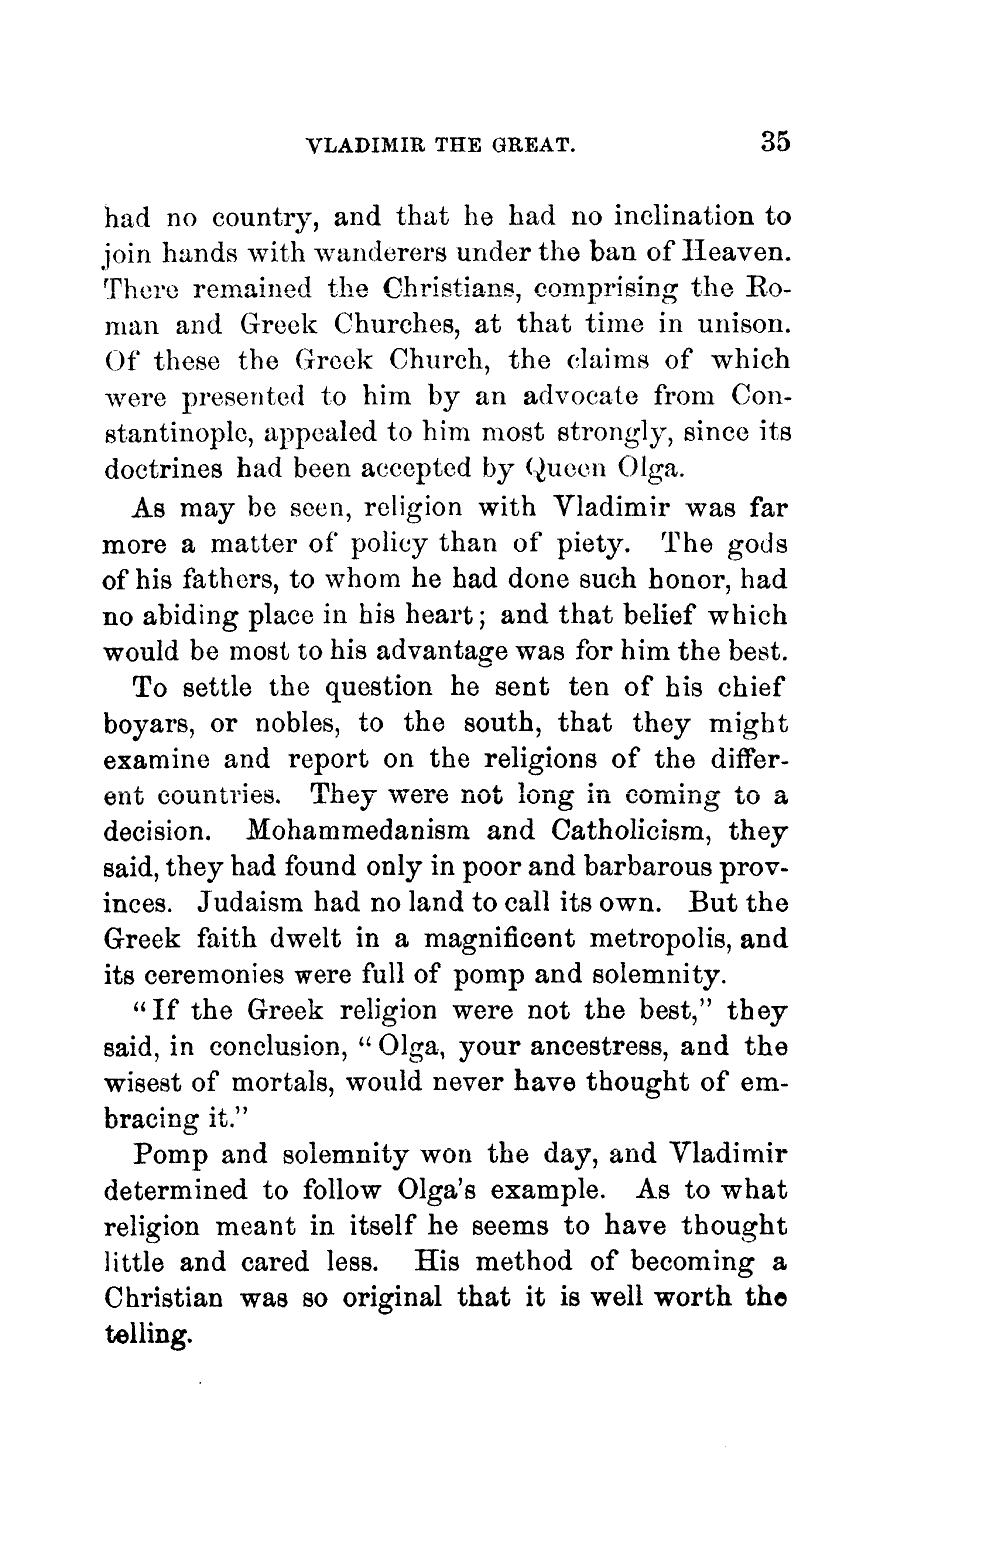 VLADIMIR THE GREAT. 35
had no country, and that he had no inclination to
join hands with wanderers under the ban of Heaven.
There remained the Christians, comprising the Ro-
man and Greek Churches, at that time in unison.
Of these the Greek Church, the claims of which
were presented to him by an advocate from Con-
stantinople, appealed to him most strongly, since its
doctrines had been accepted by Queen Olga.
As may be seen, religion with Vladimir was far
more a matter of policy than of piety. The gods
of his fathers, to whom he had done such honor, had
no abiding place in his heart; and that belief which
would be most to his advantage was for him the best.
To settle the question he sent ten of his chief
boyars, or nobles, to the south, that they might
examine and report on the religions of the differ-
ent countries. They were not long in coming to a
decision. Mohammedanism and Catholicism, they
said, they had found only in poor and barbarous prov-
inces. Judaism had no land to call its own. But the
Greek faith dwelt in a magnificent metropolis, and
its ceremonies were full of pomp and solemnity.
"If the Greek religion were not the best," they
said, in conclusion, "Olga, your ancestress, and the
wisest of mortals, would never have thought of em-
bracing it."
Pomp and solemnity won the day, and Vladimir
determined to follow Olga's example. As to what
religion meant in itself he seems to have thought
little and cared less. His method of becoming a
Christian was so original that it is well worth the
telling.